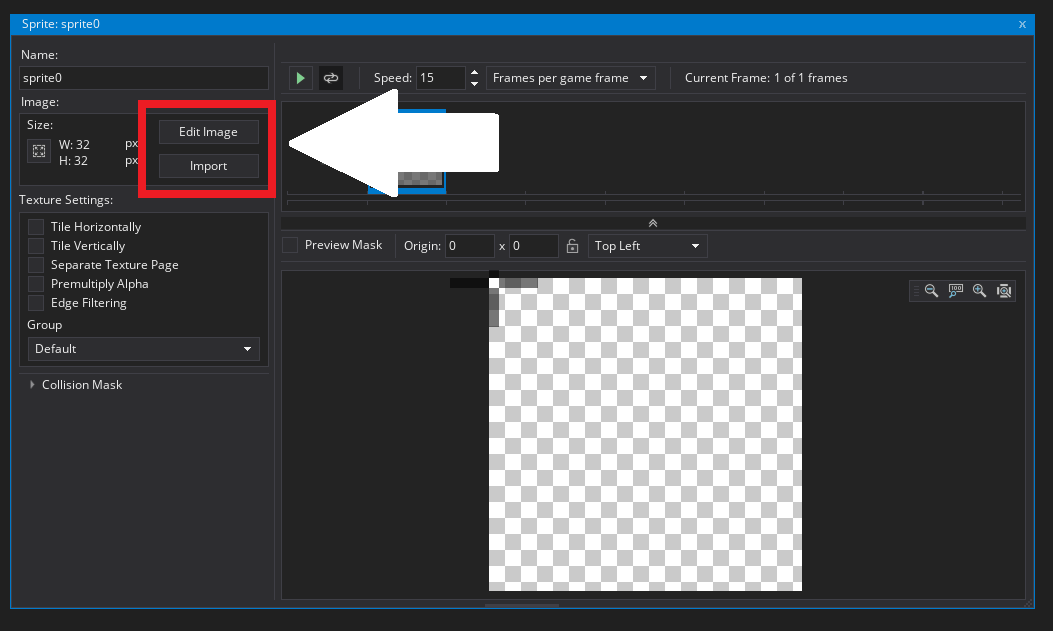 Sprite: sprite0 x
Name:
sprite0
Image:
Size:
W: 32 px
H: 32 px
Edit Image
Import
Texture Settings:
Tile Horizontally
Tile Vertically
Separate Texture Page
Premultiply Alpha
Edge Filtering
Group
Default
Collision Mask
Speed: 15 Frames per game frame Current Frame: 1 of 1 frames
Preview Mask Origin: 0 x 0 Top Left
100